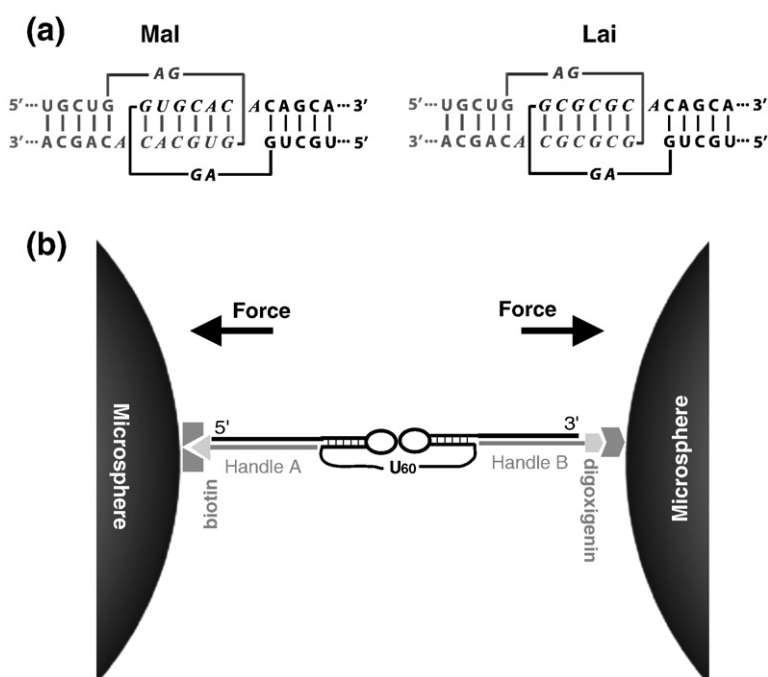 (a)
Mal
Lai
AG
AG
5'···UGCUG GUGCAC ACAGCA···3'
5'···UGCUG GCGCGC ACAGCA···3'
3'···ACGACA CACGUG GUCGU···5'
3'···ACGACA CGCGCG GUCGU···5'
GA
GA
(b)
Force
Force
Microsphere
biotin
5'
Handle A
U60
3'
Handle B
digoxigenin
Microsphere